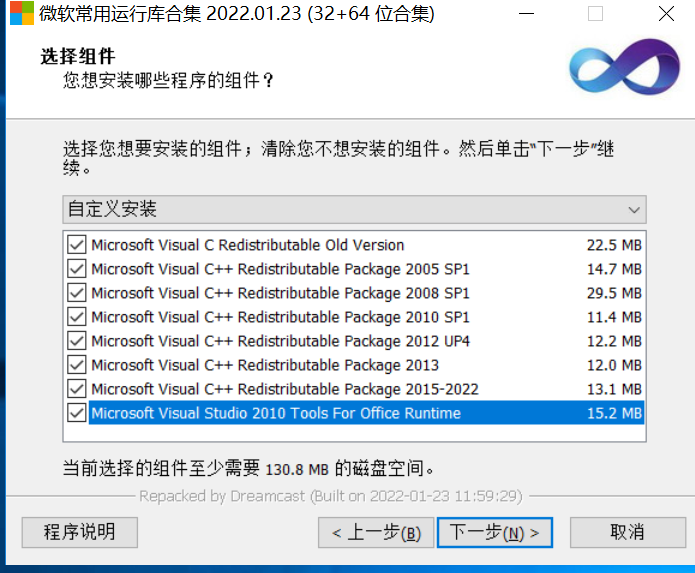 微软常用运行库合集 2022.01.23 (32+64 位合集)
选择组件
您想安装哪些程序的组件？
选择您想要安装的组件；清除您不想安装的组件。然后单击“下一步”继
续。
自定义安装
Microsoft Visual C Redistributable Old Version 22.5 MB
Microsoft Visual C++ Redistributable Package 2005 SP1 14.7 MB
Microsoft Visual C++ Redistributable Package 2008 SP1 29.5 MB
Microsoft Visual C++ Redistributable Package 2010 SP1 11.4 MB
Microsoft Visual C++ Redistributable Package 2012 UP4 12.2 MB
Microsoft Visual C++ Redistributable Package 2013 12.0 MB
Microsoft Visual C++ Redistributable Package 2015-2022 13.1 MB
Microsoft Visual Studio 2010 Tools For Office Runtime 15.2 MB
当前选择的组件至少需要 130.8 MB 的磁盘空间。
Repacked by Dreamcast (Built on 2022-01-23 11:59:29)
程序说明 < 上一步(B) 下一步(N) > 取消